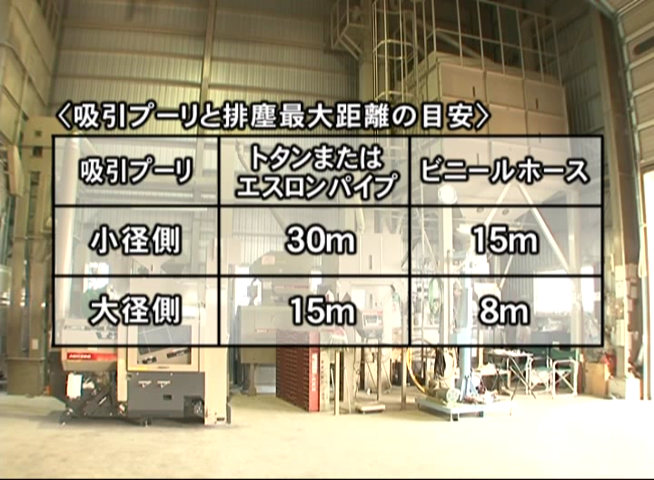 〈吸引プーリと排塵最大距離の目安〉
吸引プーリ
トタンまたは
エスロンパイプ
ビニールホース
小径側
30m
15m
大径側
15m
8m